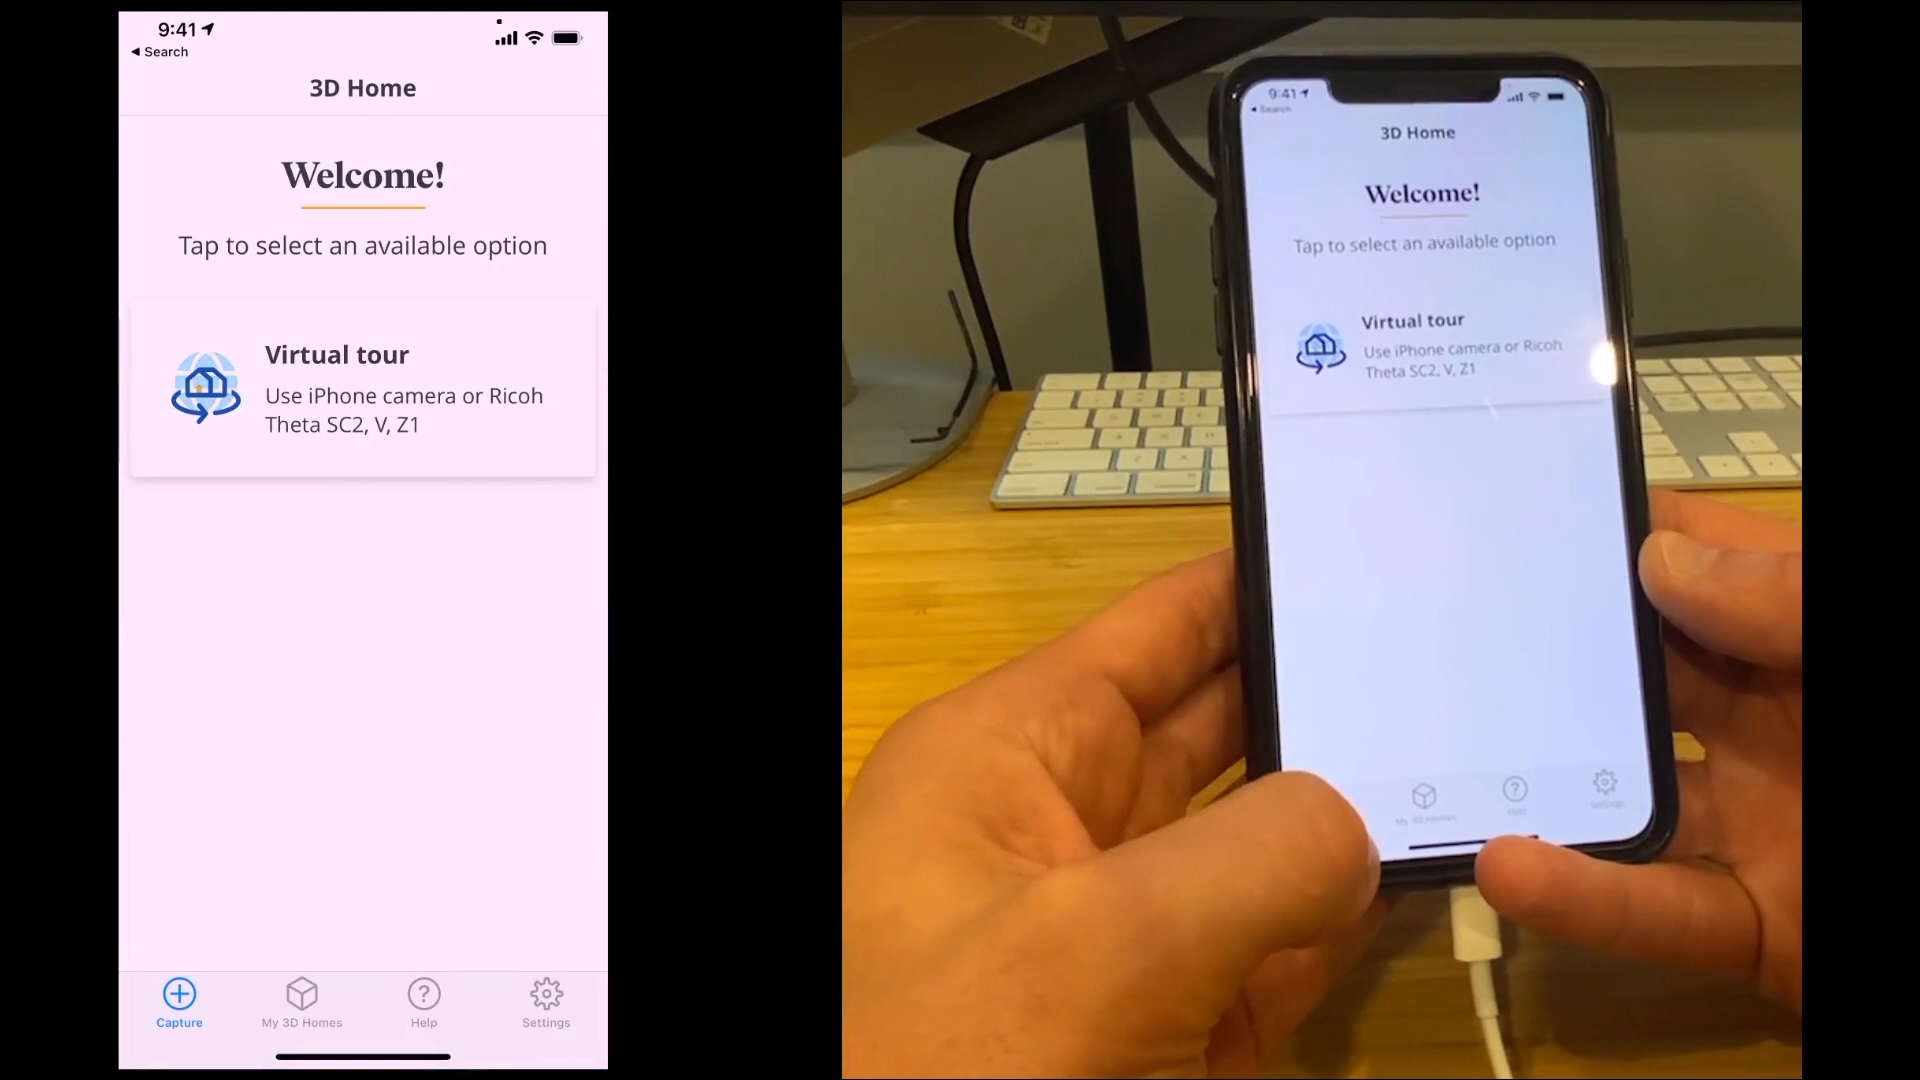 9:41
Search
3D Home
Welcome!
Tap to select an available option
Virtual tour
Use iPhone camera or Ricoh
Theta SC2, V, Z1
Capture
My 3D Homes
Help
Settings
9:41
Search
3D Home
Welcome!
Tap to select an available option
Virtual tour
Use iPhone camera or Ricoh
Theta SC2, V, Z1
My 3D Homes
Help
Settings